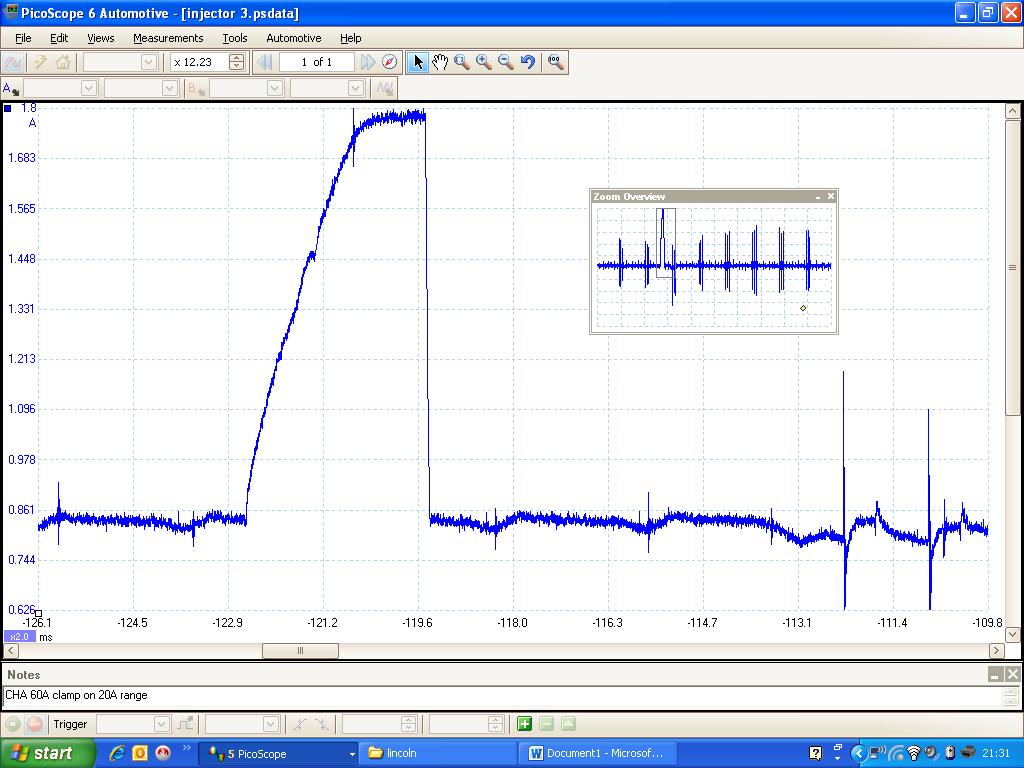 PicoScope 6 Automotive - [injector 3.psdata]
File Edit Views Measurements Tools Automotive Help
x 12.23 1 of 1
A B
1.8
A
1.683
1.565
1.448
1.331
1.213
1.096
0.978
0.861
0.744
0.626
Zoom Overview
-126.1 -124.5 -122.9 -121.2 -119.6 -118.0 -116.3 -114.7 -113.1 -111.4 -109.8
x2.0 ms
Notes
CHA 60A clamp on 20A range
Trigger
start 5 PicoScope lincoln Document1 - Microsof... 21:31